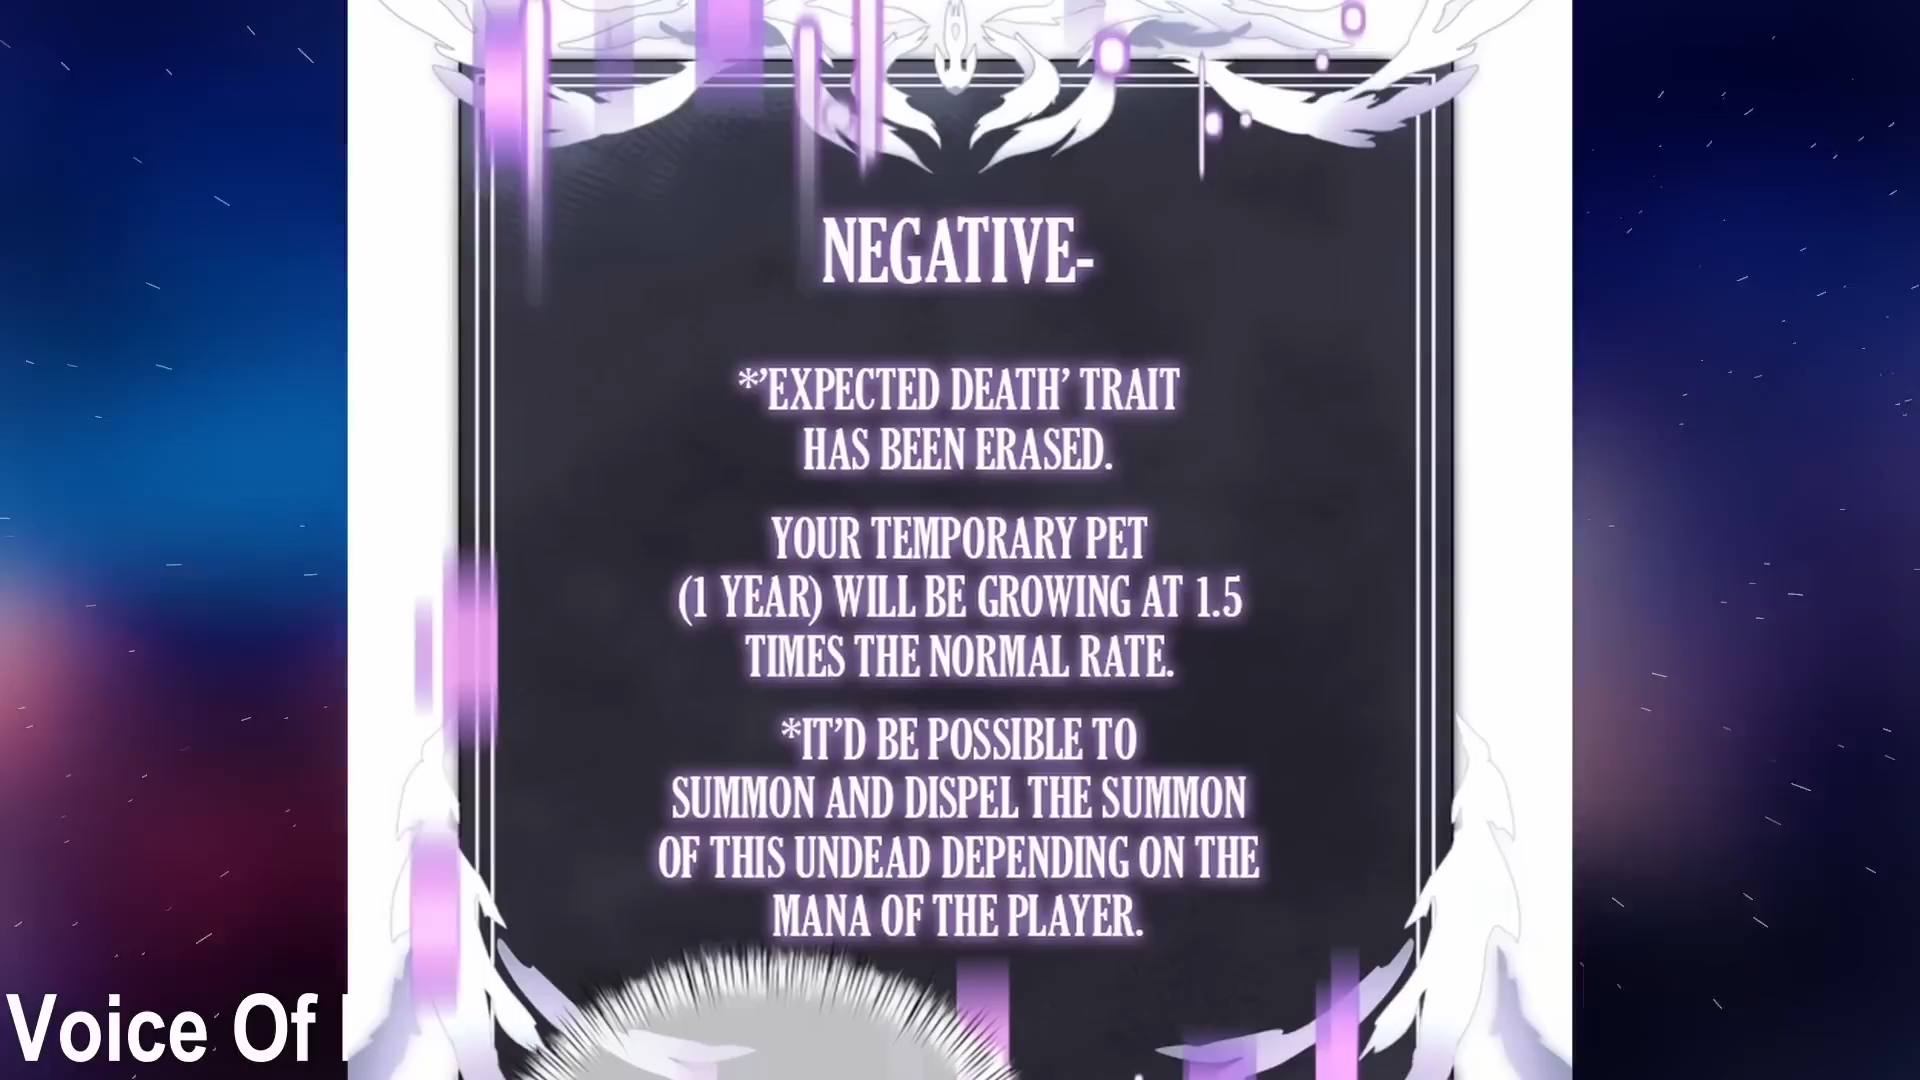 NEGATIVE-
*'EXPECTED DEATH' TRAIT
HAS BEEN ERASED.
YOUR TEMPORARY PET
(1 YEAR) WILL BE GROWING AT 1.5
TIMES THE NORMAL RATE.
*IT'D BE POSSIBLE TO
SUMMON AND DISPEL THE SUMMON
OF THIS UNDEAD DEPENDING ON THE
MANA OF THE PLAYER.
Voice Of